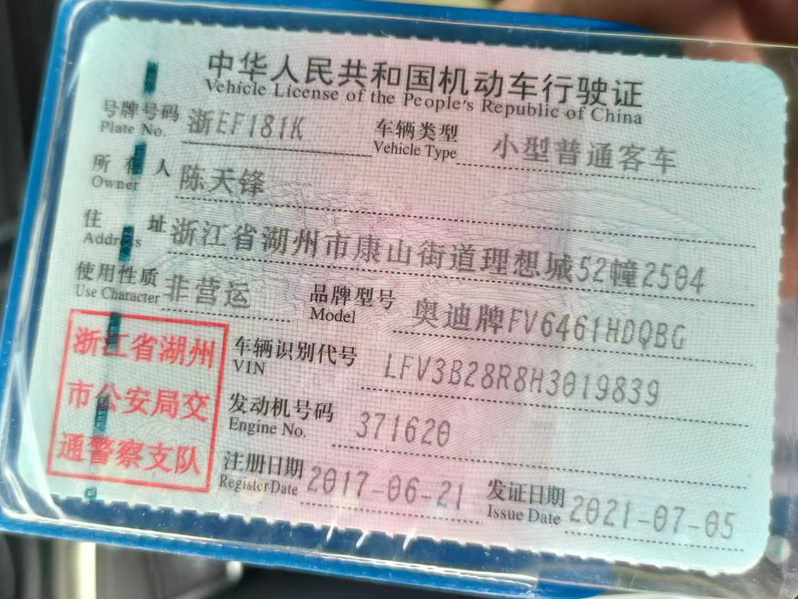 中华人民共和国机动车行驶证
Vehicle License of the People's Republic of China
号牌号码 浙EF181K 车辆类型 小型普通客车
Plate No. Vehicle Type
所有人 陈天锋
Owner
住址 浙江省湖州市康山街道理想城52幢2504
Address
使用性质 非营运 品牌型号 奥迪牌FV6461HDQBG
Use Character Model
浙江省湖州
市公安局交
通警察支队
车辆识别代号 LFV3B28R8H3019839
VIN
发动机号码 371620
Engine No.
注册日期 2017-06-21 发证日期 2021-07-05
Register Date Issue Date